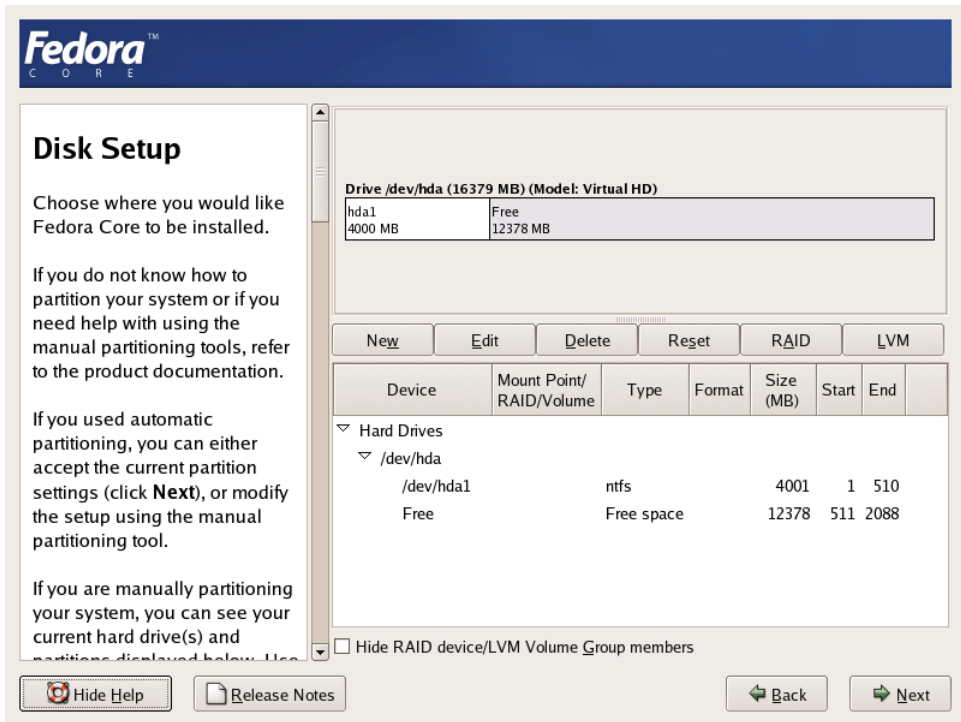 Fedora™
CORE
Disk Setup
Choose where you would like
Fedora Core to be installed.
If you do not know how to
partition your system or if you
need help with using the
manual partitioning tools, refer
to the product documentation.
If you used automatic
partitioning, you can either
accept the current partition
settings (click Next), or modify
the setup using the manual
partitioning tool.
If you are manually partitioning
your system, you can see your
current hard drive(s) and
partitions displayed below. Use
Drive /dev/hda (16379 MB) (Model: Virtual HD)
hda1 Free
4000 MB 12378 MB
New Edit Delete Reset RAID LVM
Device Mount Point/ RAID/Volume Type Format Size (MB) Start End
Hard Drives
/dev/hda
/dev/hda1 ntfs 4001 1 510
Free Free space 12378 511 2088
Hide RAID device/LVM Volume Group members
Hide Help Release Notes Back Next